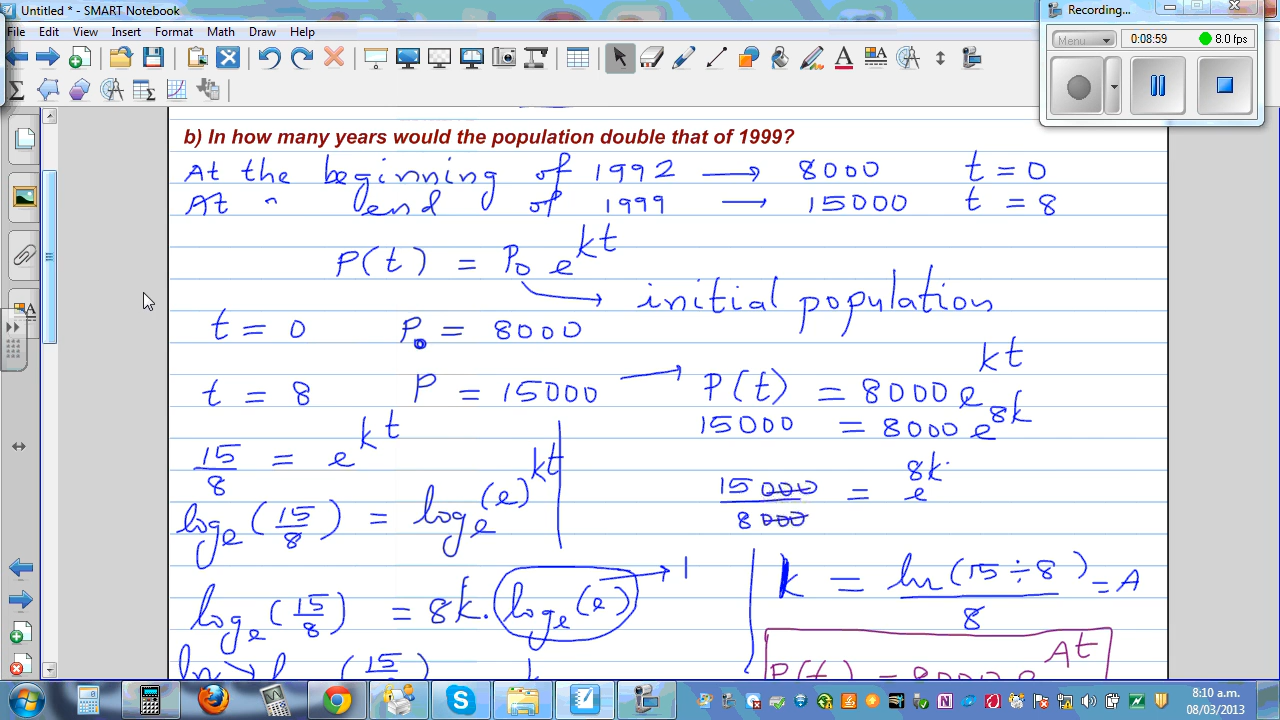 Untitled * - SMART Notebook
Recording...
File Edit View Insert Format Math Draw Help
Menu 0:08:59 8.0 fps
b) In how many years would the population double that of 1999?
At the beginning of 1992 → 8000 t = 0
At " end of 1999 → 15000 t = 8
P(t) = P₀ e^kt
initial population
t = 0 P₀ = 8000
t = 8 P = 15000 → P(t) = 8000 e^kt
15000 = 8000 e^8k
15/8 = e^kt
15000/8000 = e^8k
logₑ(15/8) = logₑ(e)^kt
k = ln(15÷8)/8 = A
logₑ(15/8) = 8k. logₑ(e) → 1
P(t) = 8000 e^At
8:10 a.m.
08/03/2013